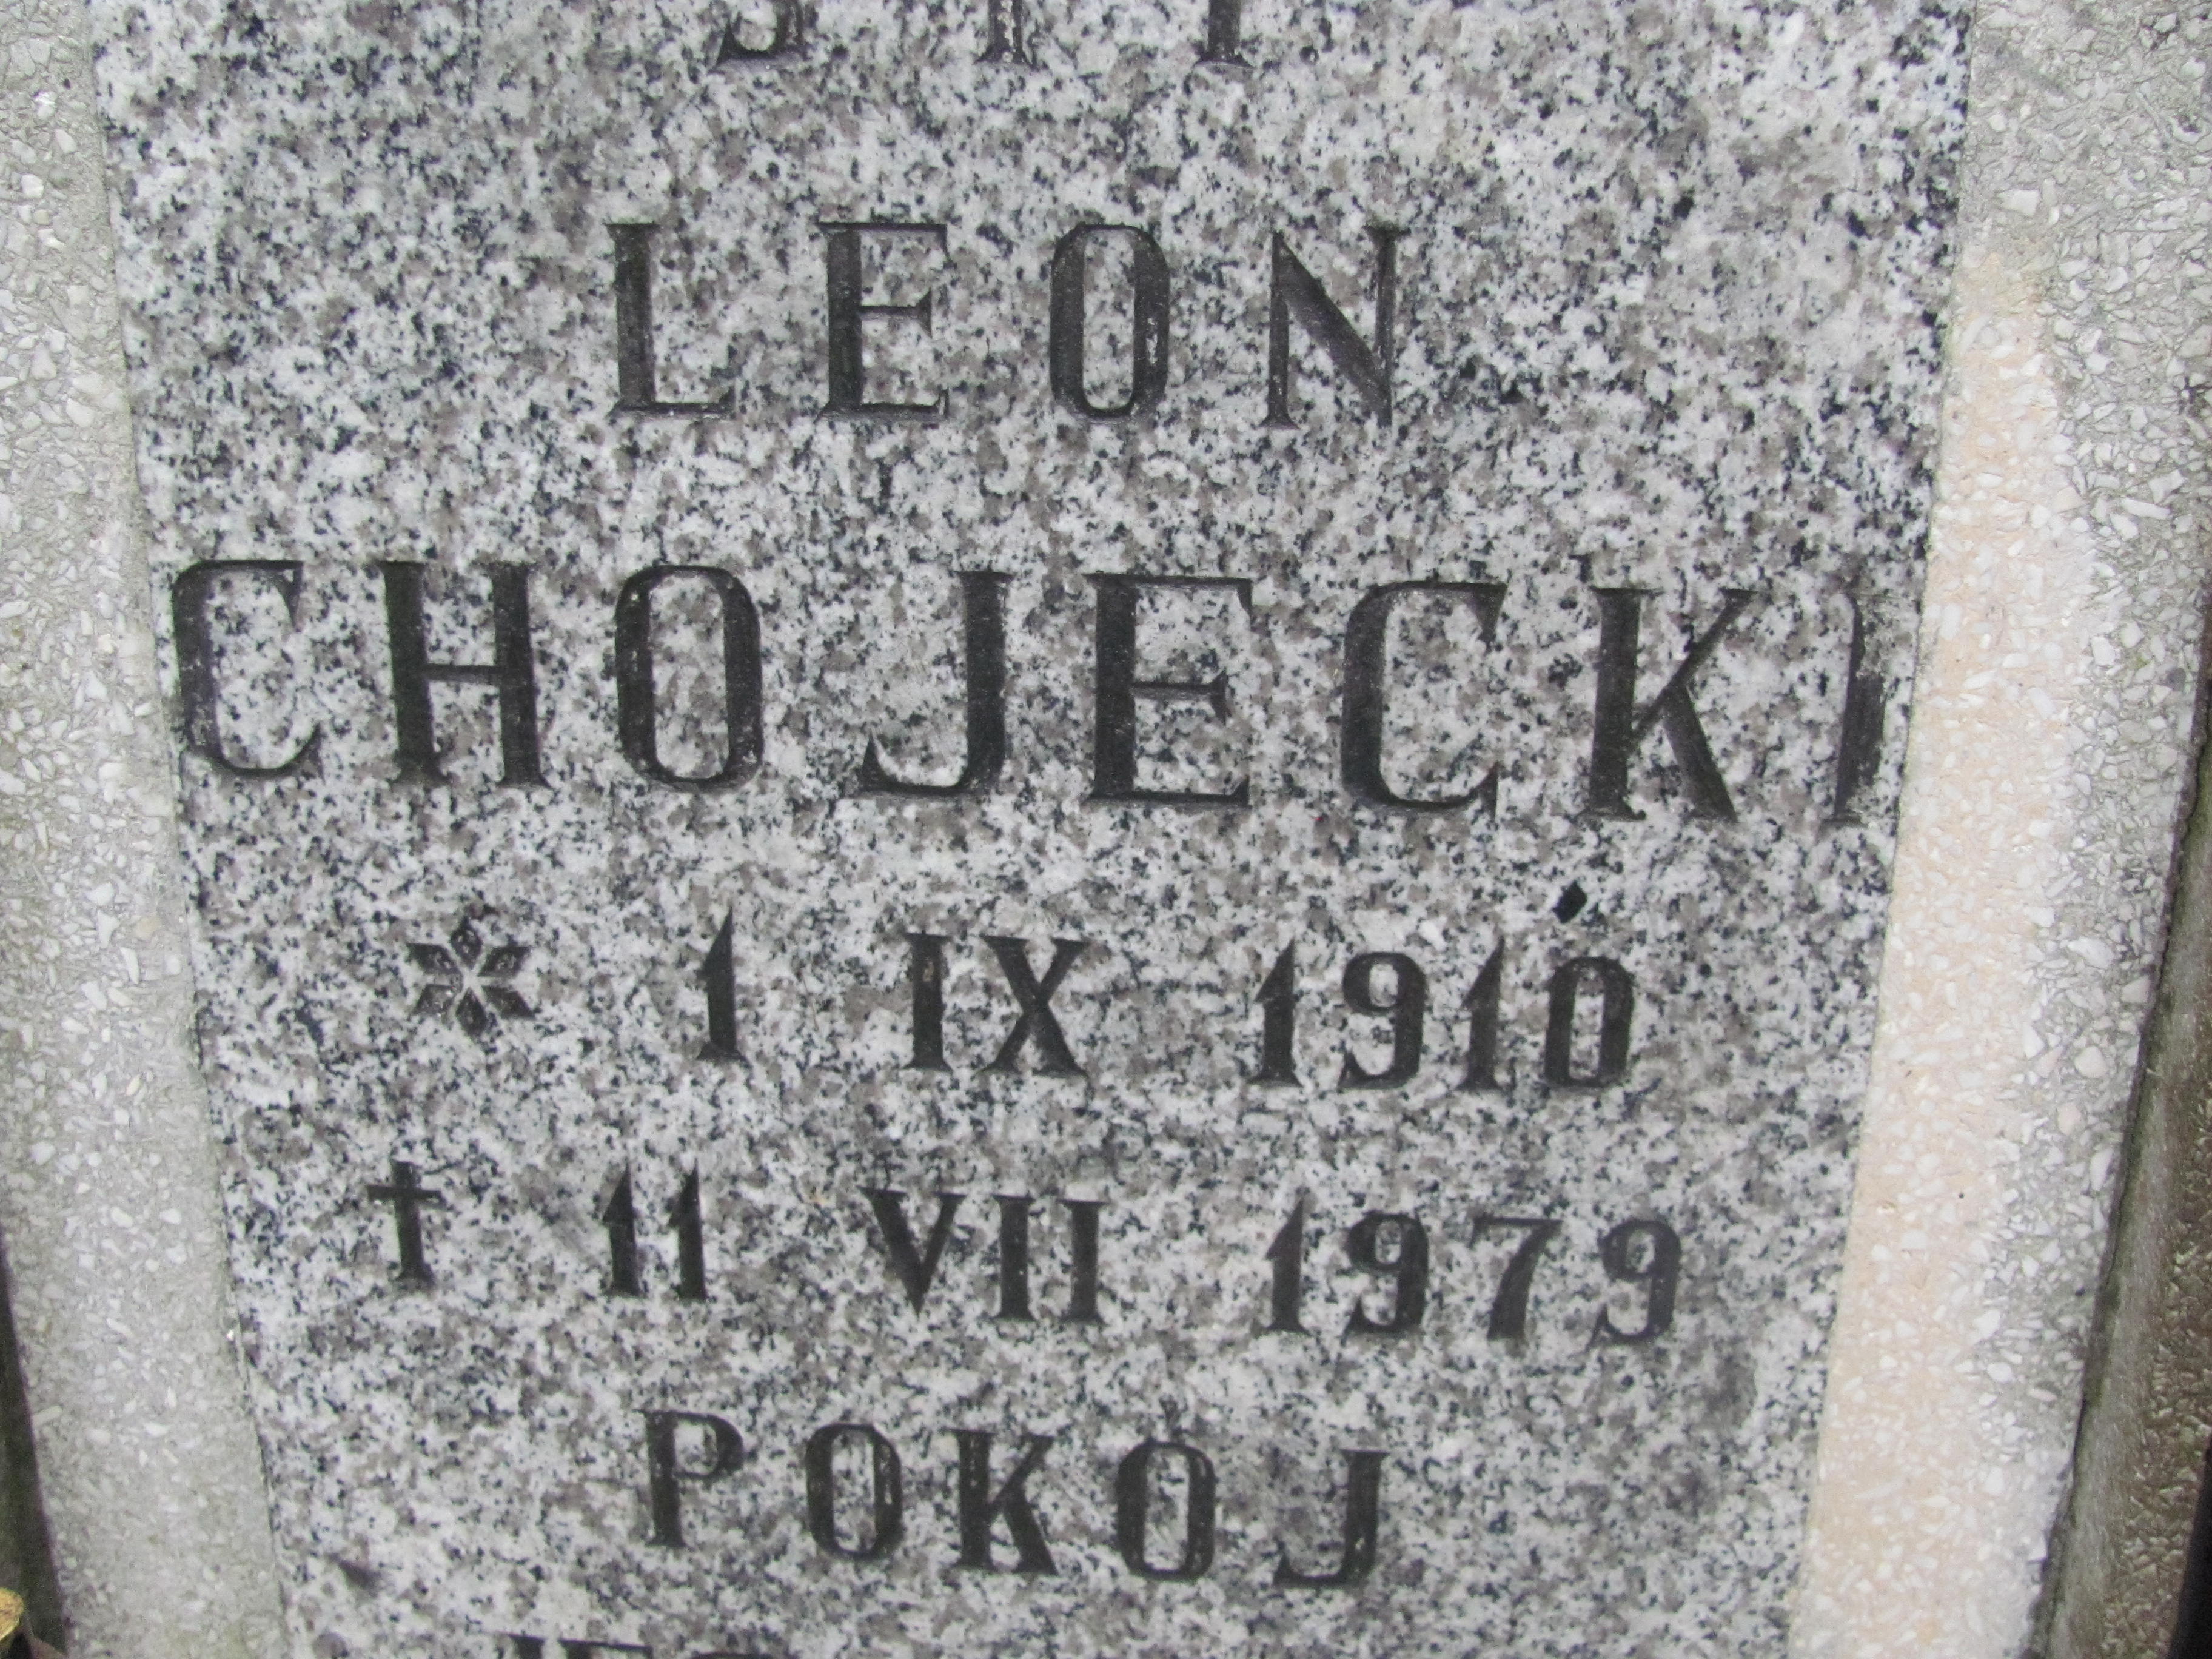 LEON
CHOJECKI
* 1 IX 1910
† 11 VII 1979
POKÓJ